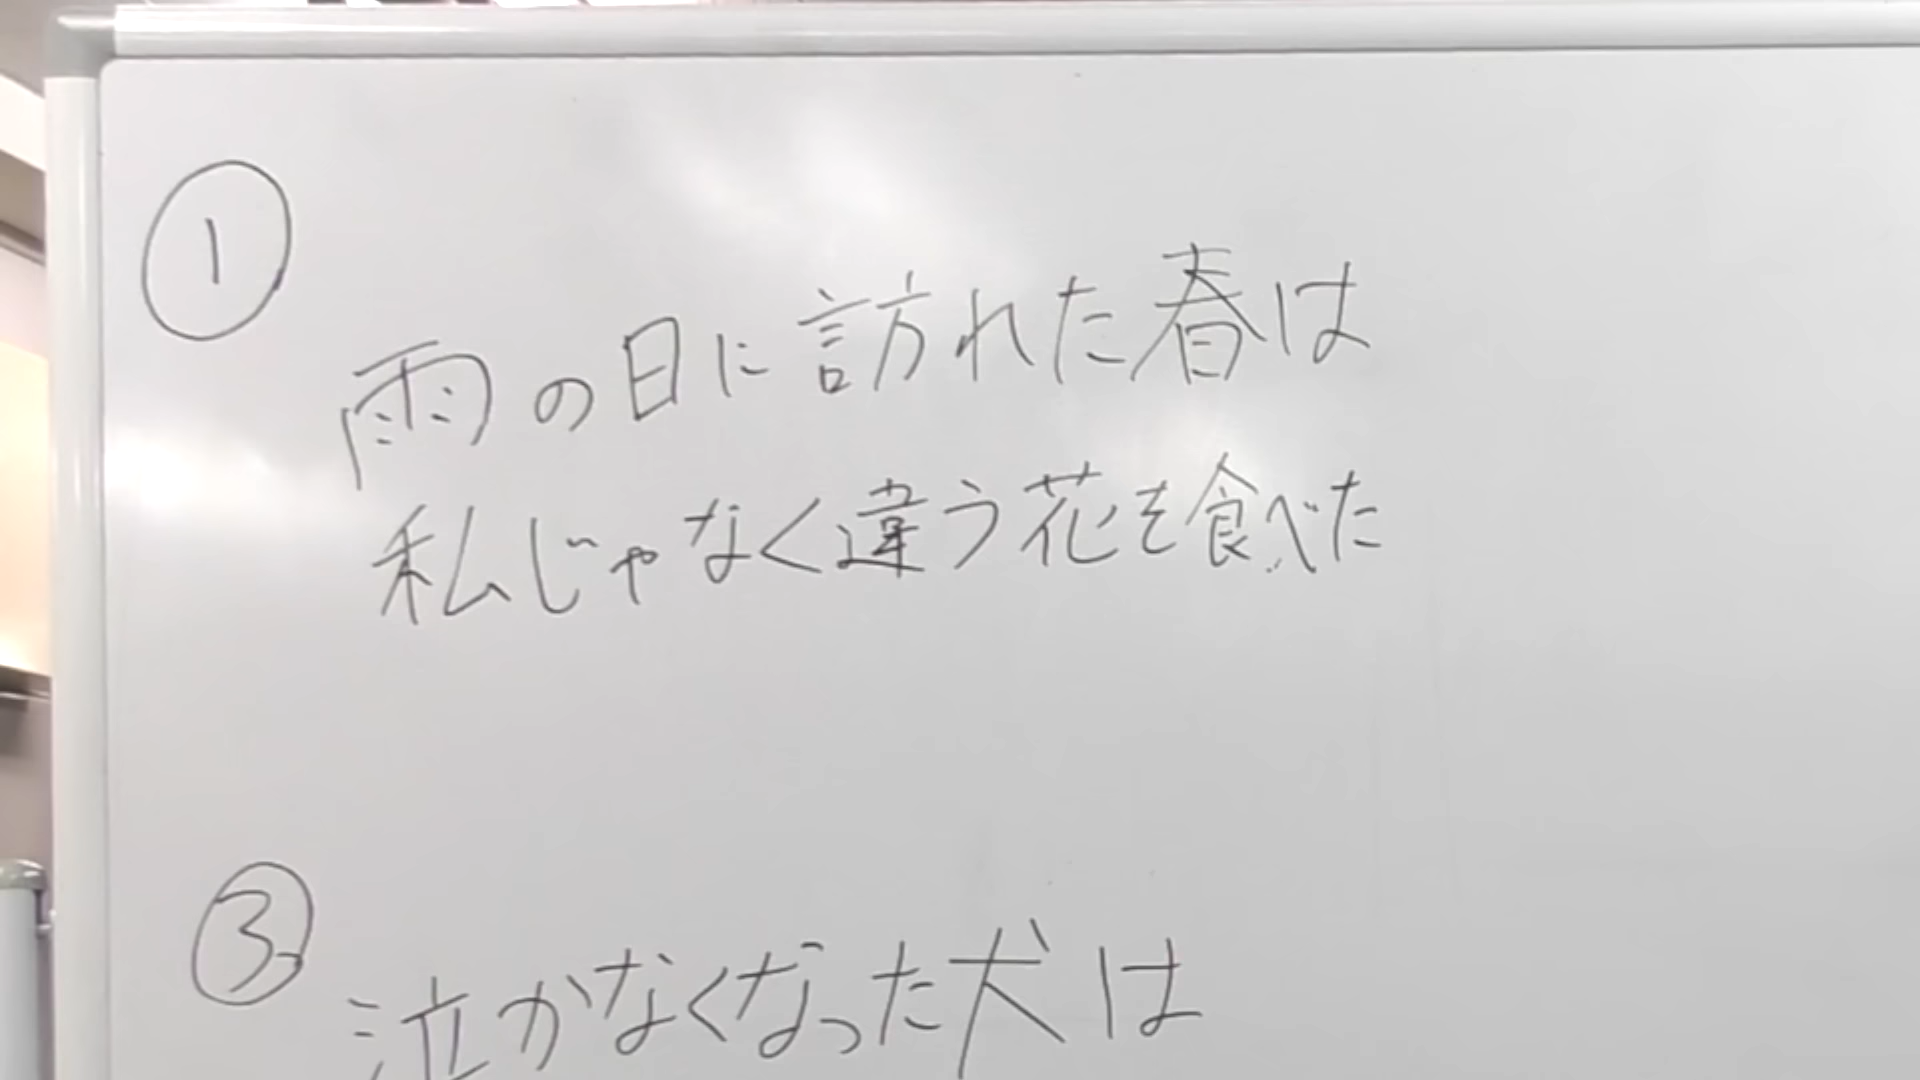 ①
雨の日に訪れた春は
私じゃなく違う花を食べた
③
泣かなくなった犬は